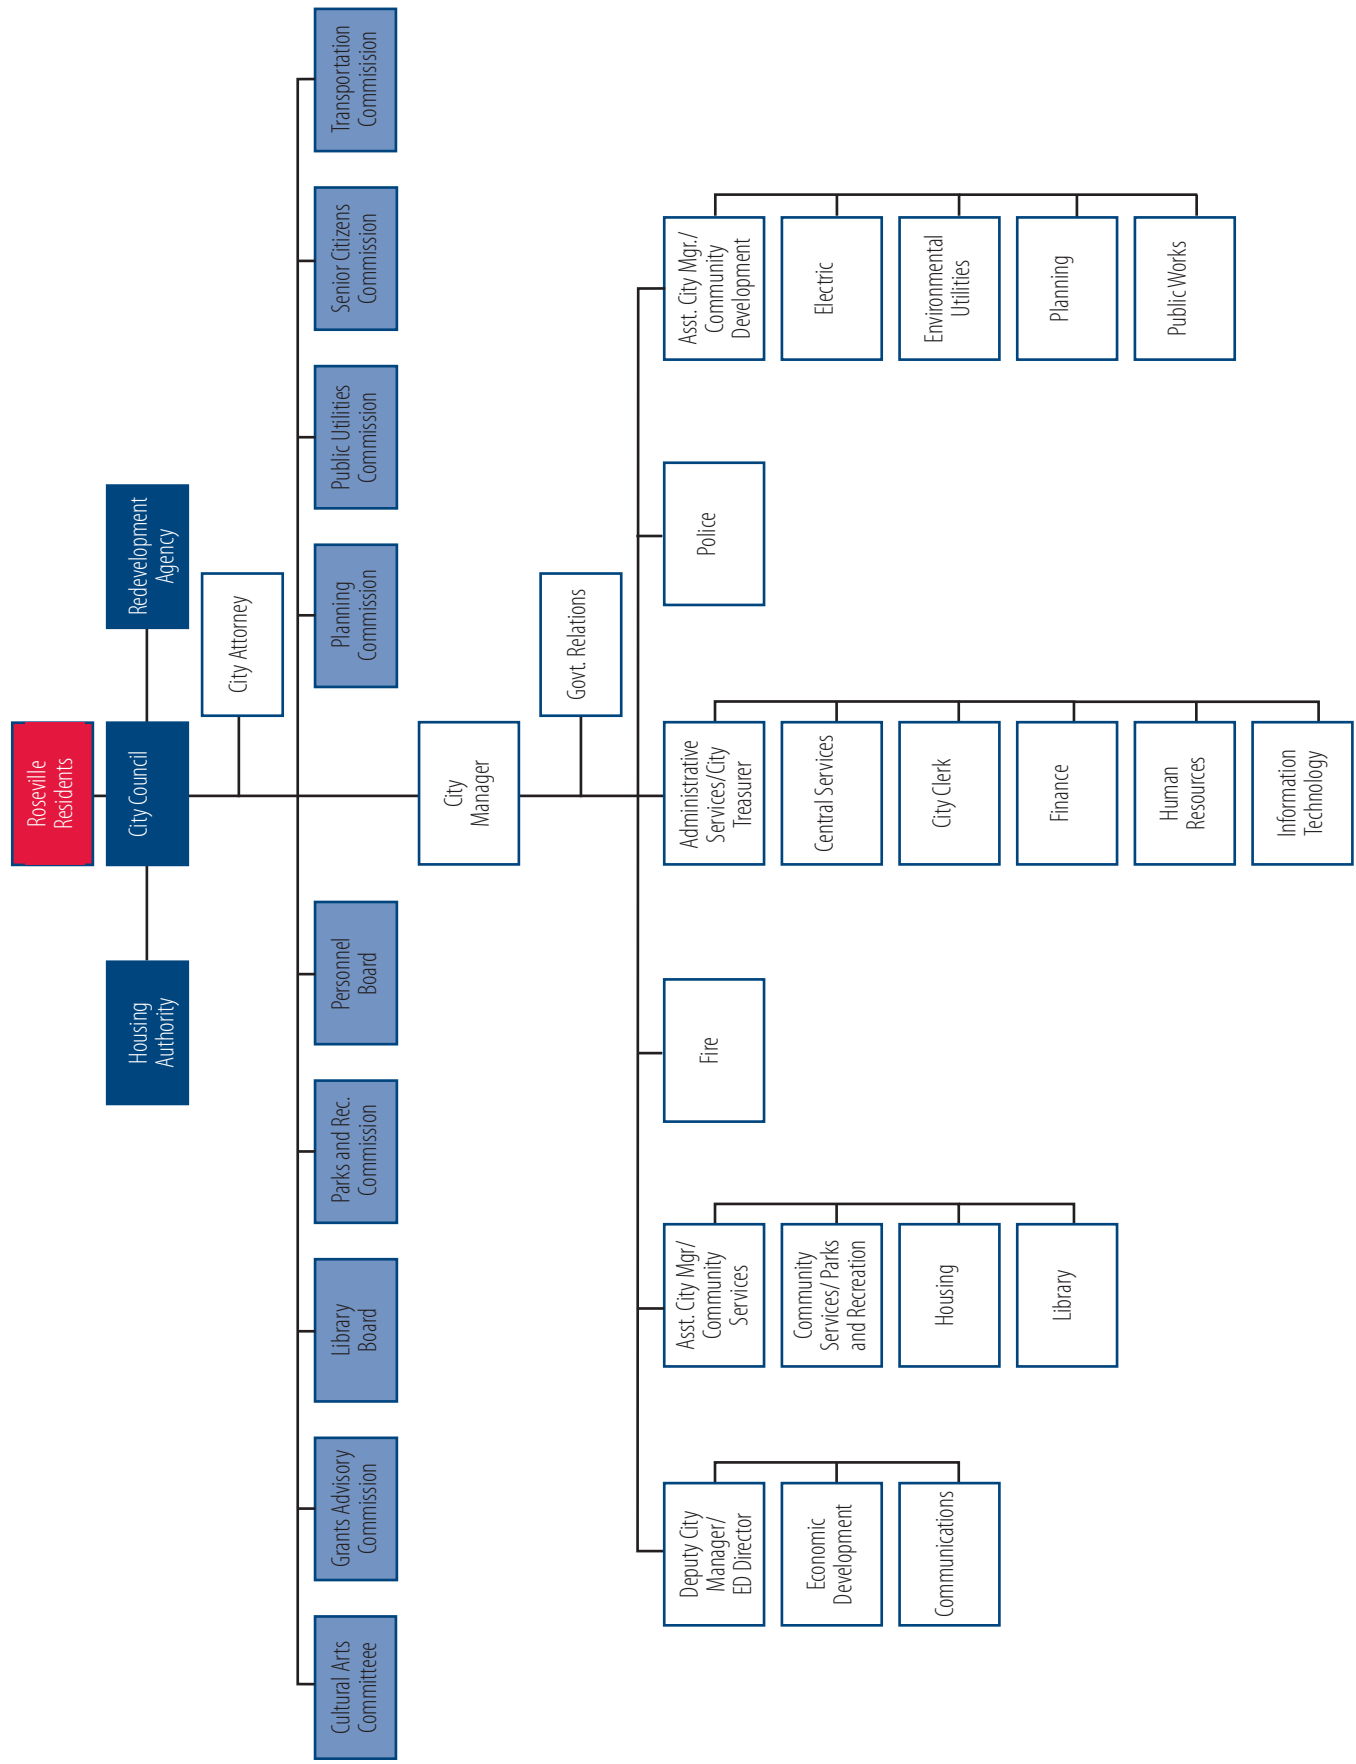 Roseville
Residents
Housing
Authority
City Council
Redevelopment
Agency
City Attorney
Cultural Arts
Committeee
Grants Advisory
Commission
Library
Board
Parks and Rec.
Commission
Personnel
Board
Planning
Commission
Public Utilities
Commission
Senior Citizens
Commission
Transportation
Commisision
City
Manager
Govt. Relations
Deputy City
Manager/
ED Director
Economic
Development
Communications
Asst. City Mgr/
Community
Services
Community
Services/ Parks
and Recreation
Housing
Library
Fire
Administrative
Services/City
Treasurer
Central Services
City Clerk
Finance
Human
Resources
Information
Technology
Police
Asst. City Mgr./
Community
Development
Electric
Environmental
Utilities
Planning
Public Works